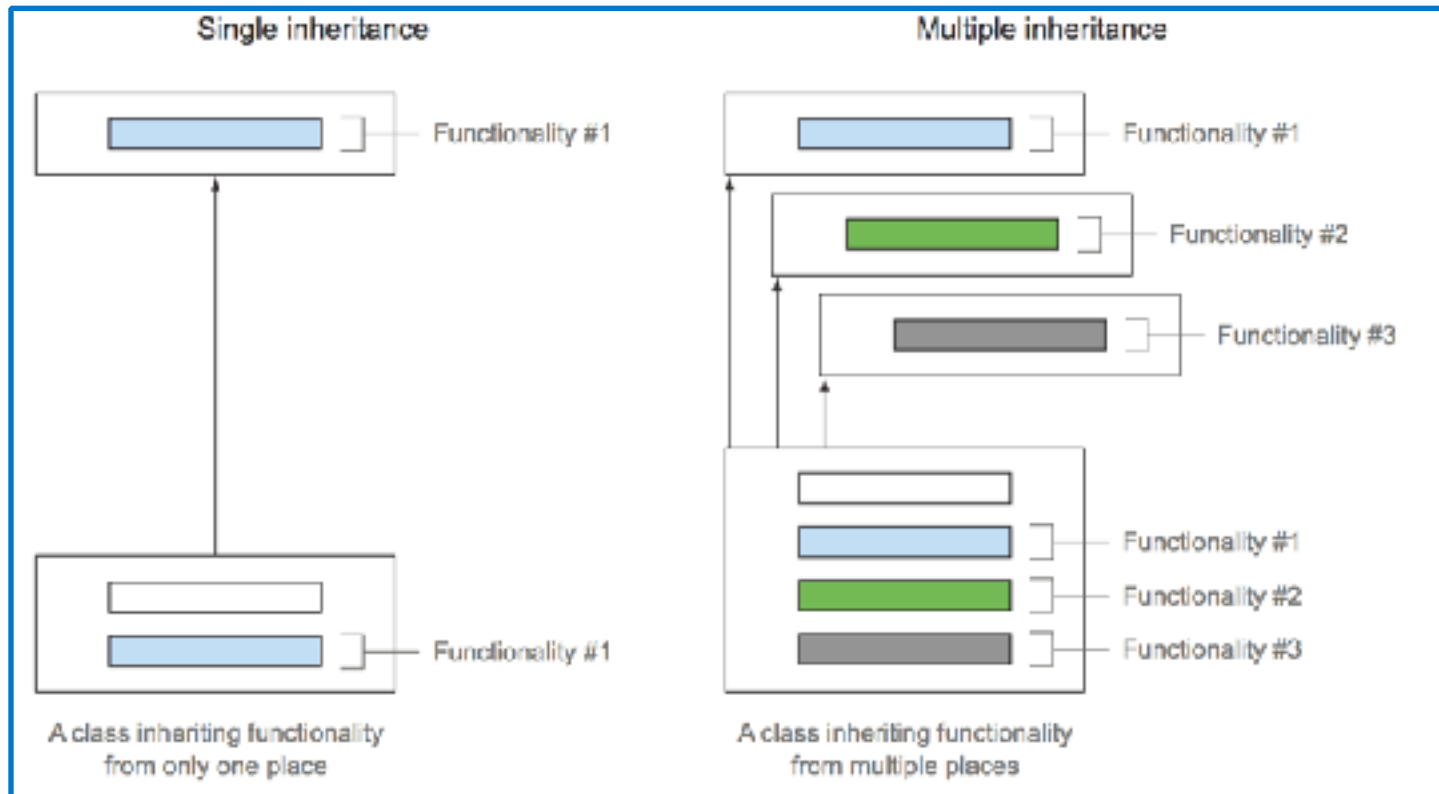 Single inheritance
Functionality #1
Functionality #1
A class inheriting functionality
from only one place
Multiple inheritance
Functionality #1
Functionality #2
Functionality #3
Functionality #1
Functionality #2
Functionality #3
A class inheriting functionality
from multiple places